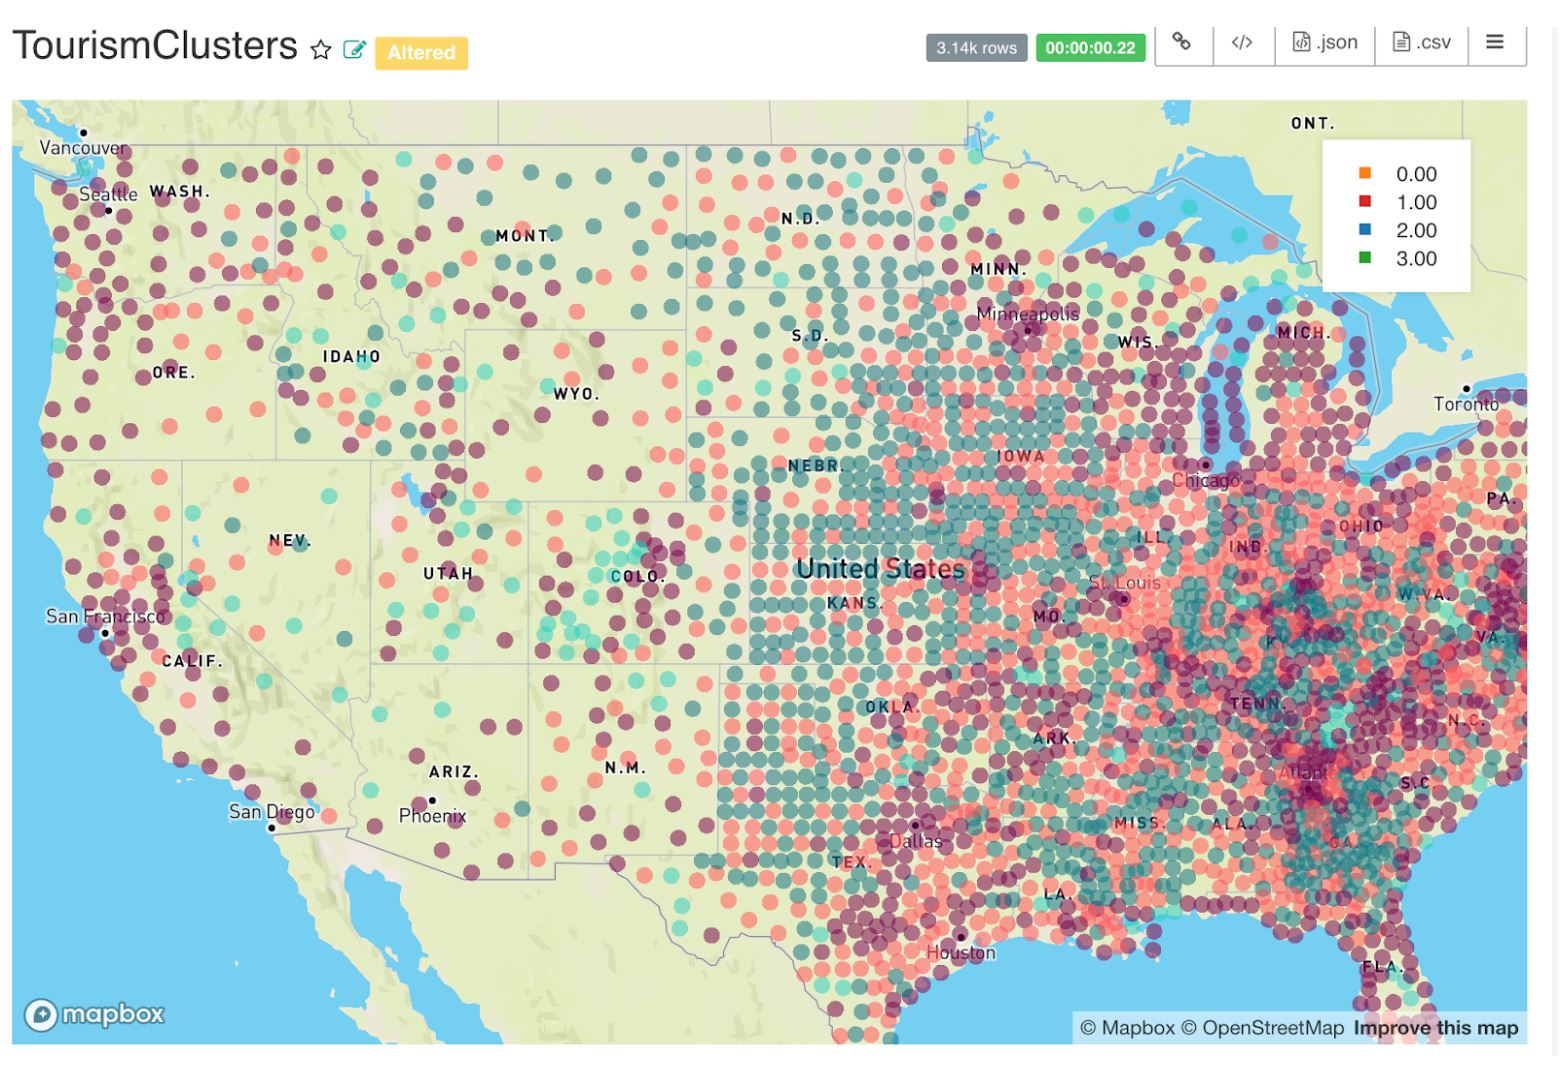 TourismClusters
Altered
3.14k rows
00:00:00.22
</>
.json
.csv
ONT.
Vancouver
Seattle
WASH.
0.00
1.00
2.00
3.00
N.D.
MONT.
MINN.
Minneapolis
S.D.
WIS.
MICH.
IDAHO
ORE.
WYO.
Toronto
NEBR.
IOWA
Chicago
PA.
NEV.
OHIO
ILL.
IND.
UTAH
COLO.
United States
St. Louis
KANS.
W.VA.
San Francisco
MO.
VA.
K
CALIF.
OKLA.
TENN.
N.C.
ARK.
ARIZ.
N.M.
Atlanta
S.C.
San Diego
Phoenix
MISS.
ALA.
Dallas
GA.
TEX.
LA.
Houston
FLA.
mapbox
© Mapbox © OpenStreetMap Improve this map